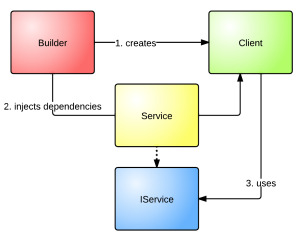 Builder
1. creates
Client
2. injects dependencies
Service
3. uses
IService